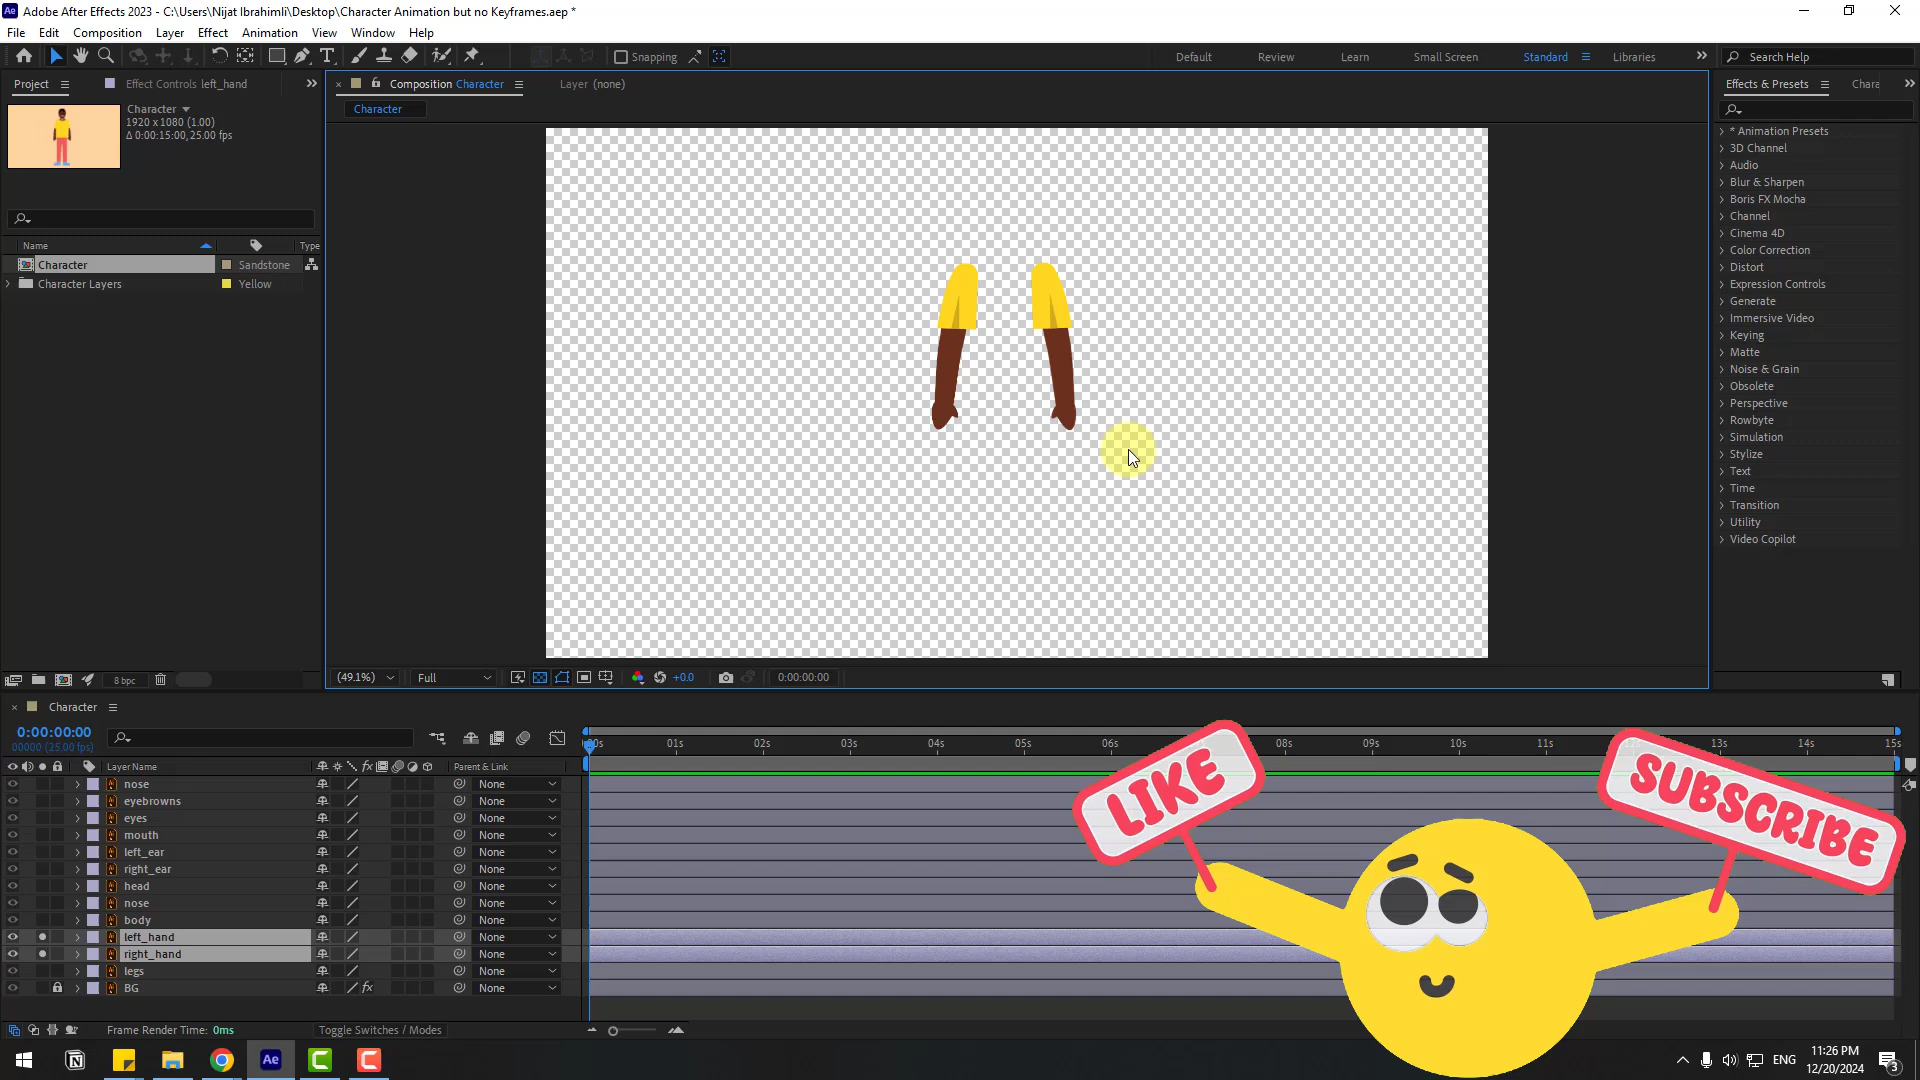 Adobe After Effects 2023 - C:\Users\Nijat Ibrahimli\Desktop\Character Animation but no Keyframes.aep *
File Edit Composition Layer Effect Animation View Window Help
Snapping
Default Review Learn Small Screen Standard Libraries
Search Help
Project
Effect Controls left_hand
Composition Character
Layer (none)
Effects & Presets
Chara
Character
1920 x 1080 (1.00)
Δ 0:00:15:00, 25.00 fps
Character
Name Type
Character Sandstone
Character Layers Yellow
* Animation Presets
3D Channel
Audio
Blur & Sharpen
Boris FX Mocha
Channel
Cinema 4D
Color Correction
Distort
Expression Controls
Generate
Immersive Video
Keying
Matte
Noise & Grain
Obsolete
Perspective
Rowbyte
Simulation
Stylize
Text
Time
Transition
Utility
Video Copilot
8 bpc
(49.1%) Full +0.0 0:00:00:00
Character
0:00:00:00
00000 (25.00 fps)
:00s 01s 02s 03s 04s 05s 06s 08s 09s 10s 11s 12s 13s 14s 15s
Layer Name Parent & Link
nose None
eyebrowns None
eyes None
mouth None
left_ear None
right_ear None
head None
nose None
body None
left_hand None
right_hand None
legs None
BG None
LIKE
SUBSCRIBE
Frame Render Time: 0ms Toggle Switches / Modes
ENG
11:26 PM
12/20/2024
3